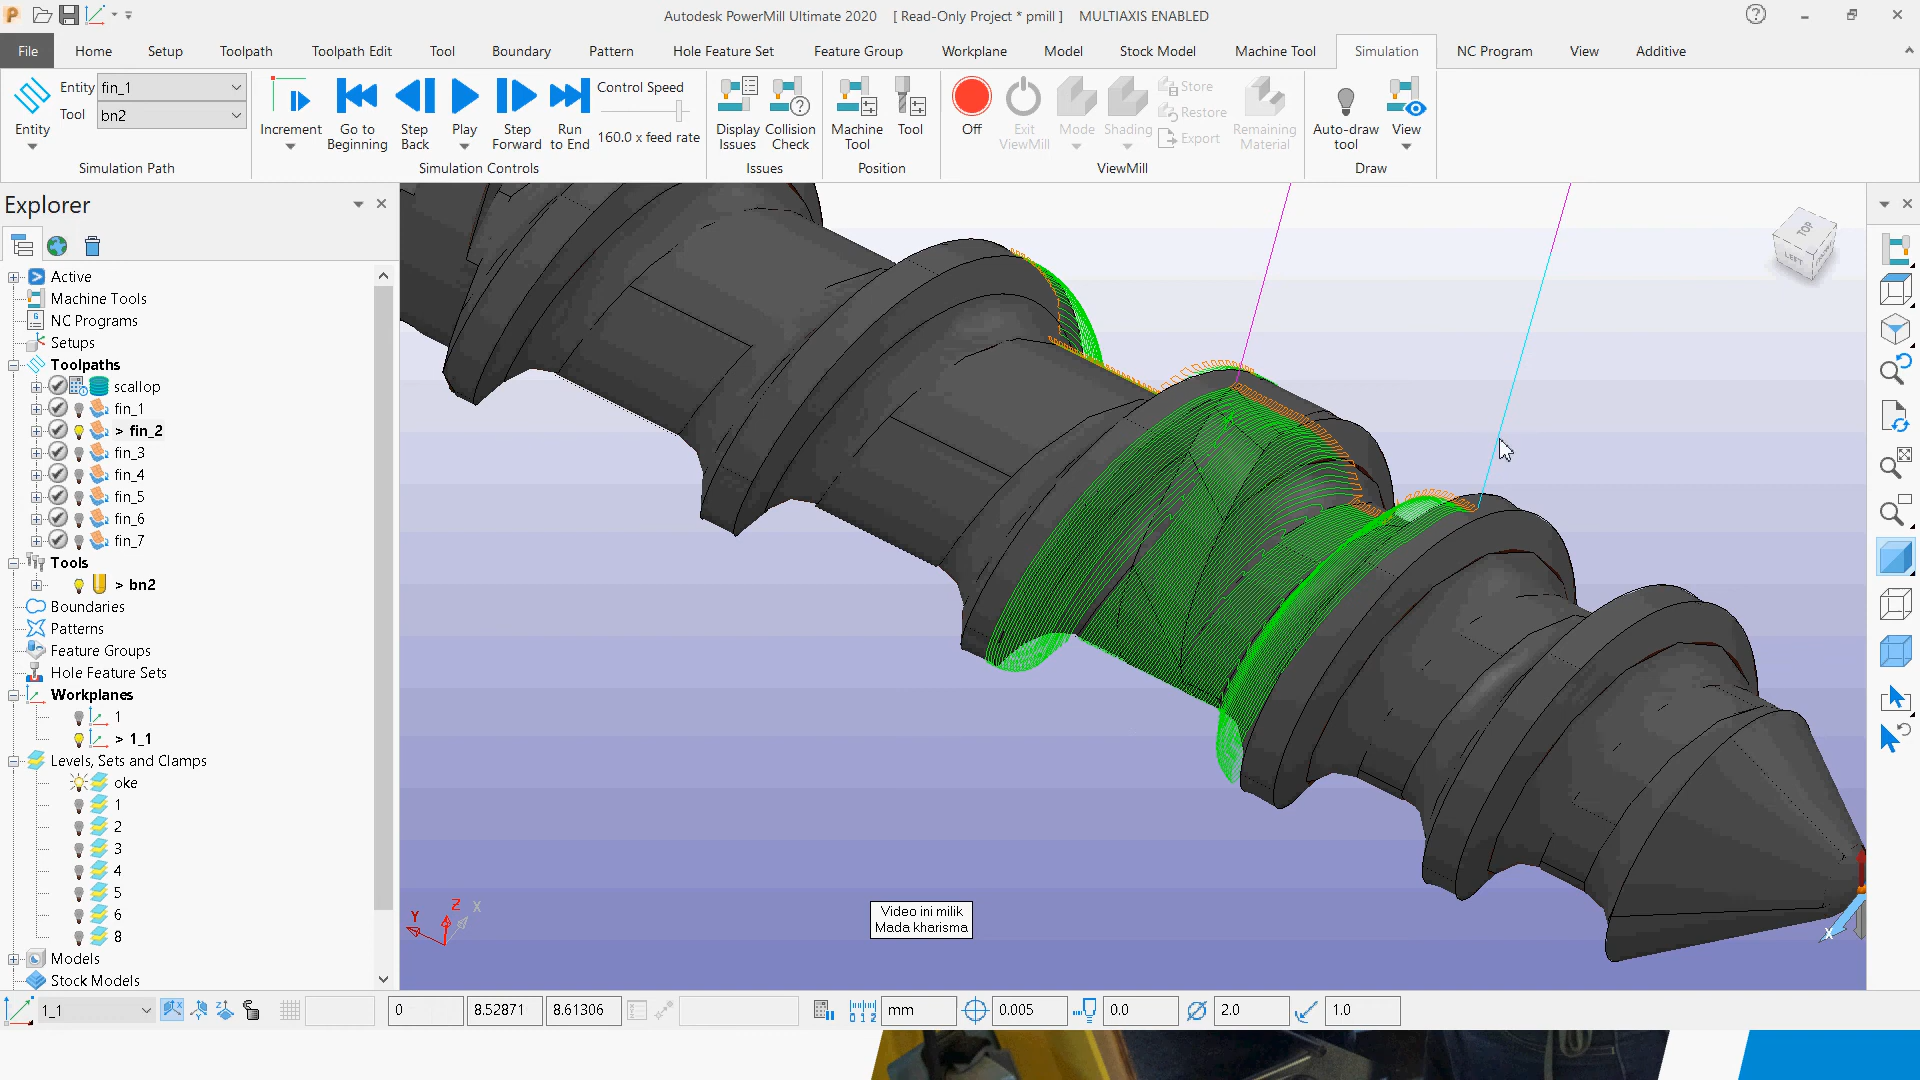 Autodesk PowerMill Ultimate 2020 [ Read-Only Project * pmill ] MULTIAXIS ENABLED
File Home Setup Toolpath Toolpath Edit Tool Boundary Pattern Hole Feature Set Feature Group Workplane Model Stock Model Machine Tool Simulation NC Program View Additive
Entity fin_1
Tool bn2
Entity
Simulation Path
Increment
Go to
Beginning
Step
Back
Play
Step
Forward
Run
to End
Control Speed
160.0 x feed rate
Simulation Controls
Display
Issues
Collision
Check
Issues
Machine
Tool
Tool
Position
Off
Exit
ViewMill
Mode
Shading
Store
Restore
Export
Remaining
Material
ViewMill
Auto-draw
tool
View
Draw
Explorer
Active
Machine Tools
NC Programs
Setups
Toolpaths
scallop
fin_1
> fin_2
fin_3
fin_4
fin_5
fin_6
fin_7
Tools
> bn2
Boundaries
Patterns
Feature Groups
Hole Feature Sets
Workplanes
1
> 1_1
Levels, Sets and Clamps
oke
1
2
3
4
5
6
8
Models
Stock Models
TOP
LEFT
Y Z X
X
Video ini milik
Mada kharisma
1_1 0 8.52871 8.61306 mm 0.005 0.0 2.0 1.0